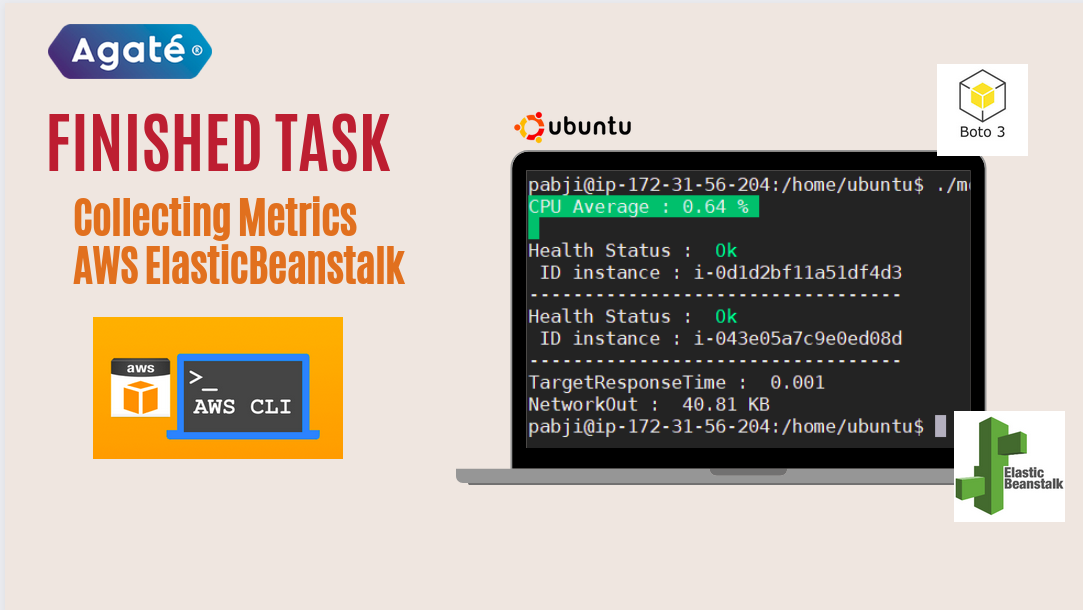 Agaté ®
FINISHED TASK
Collecting Metrics
AWS ElasticBeanstalk
aws
>_
AWS CLI
ubuntu
Boto 3
pabji@ip-172-31-56-204:/home/ubuntu$ ./m
CPU Average : 0.64 %
Health Status :  Ok
ID instance : i-0d1d2bf11a51df4d3
----------------------------------
Health Status :  Ok
ID instance : i-043e05a7c9e0ed08d
----------------------------------
TargetResponseTime :  0.001
NetworkOut :  40.81 KB
pabji@ip-172-31-56-204:/home/ubuntu$
Elastic
Beanstalk